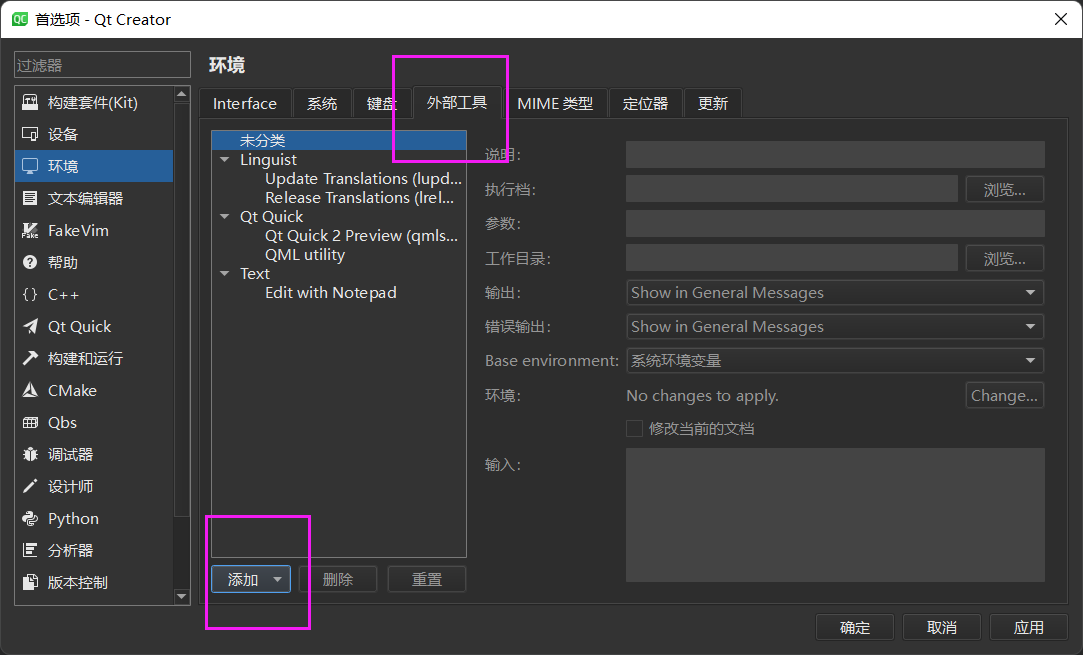 首选项 - Qt Creator
过滤器
构建套件(Kit)
设备
环境
文本编辑器
FakeVim
帮助
C++
Qt Quick
构建和运行
CMake
Qbs
调试器
设计师
Python
分析器
版本控制
环境
Interface 系统 键盘 外部工具 MIME 类型 定位器 更新
未分类
Linguist
Update Translations (lupd...
Release Translations (lrel...
Qt Quick
Qt Quick 2 Preview (qmls...
QML utility
Text
Edit with Notepad
添加 删除 重置
说明:
执行档: 浏览...
参数:
工作目录: 浏览...
输出: Show in General Messages
错误输出: Show in General Messages
Base environment: 系统环境变量
环境: No changes to apply. Change...
修改当前的文档
输入:
确定 取消 应用